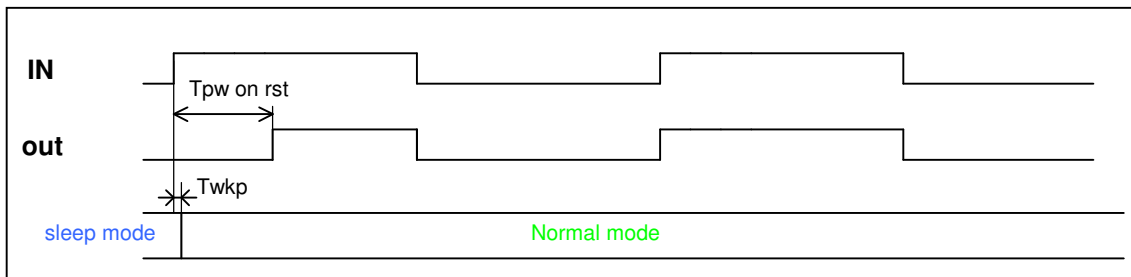 IN
Tpw on rst
out
Twkp
sleep mode
Normal mode